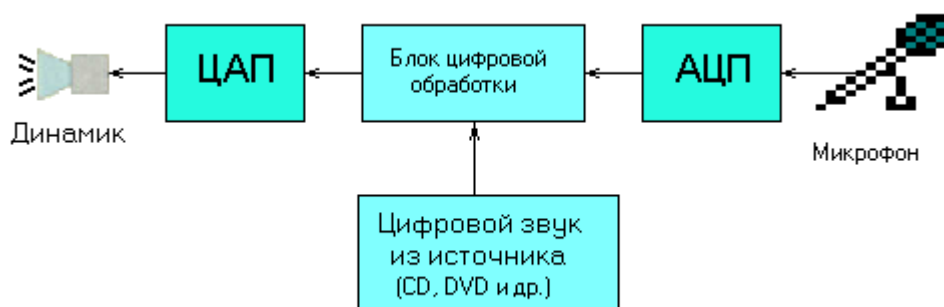 ЦАП
Блок цифровой
обработки
АЦП
Динамик
Микрофон
Цифровой звук
из источника
(CD, DVD и др.)